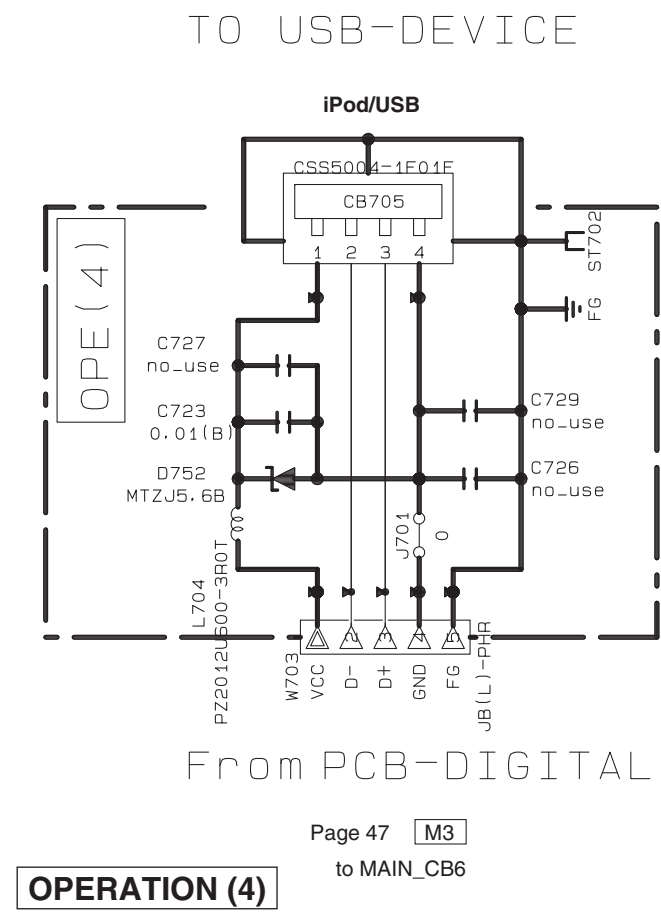 TO USB-DEVICE
iPod/USB
CSS5004-1F01F
CB705
1 2 3 4
ST702
FG
OPE(4)
C727
no_use
C723
0.01(B)
D752
MTZJ5.6B
C729
no_use
C726
no_use
J701
0
L704
PZ2012U600-3R0T
W703
2 3 4 5
VCC
D-
D+
GND
FG
JB(L)-PHR
From PCB-DIGITAL
Page 47 M3
to MAIN_CB6
OPERATION (4)